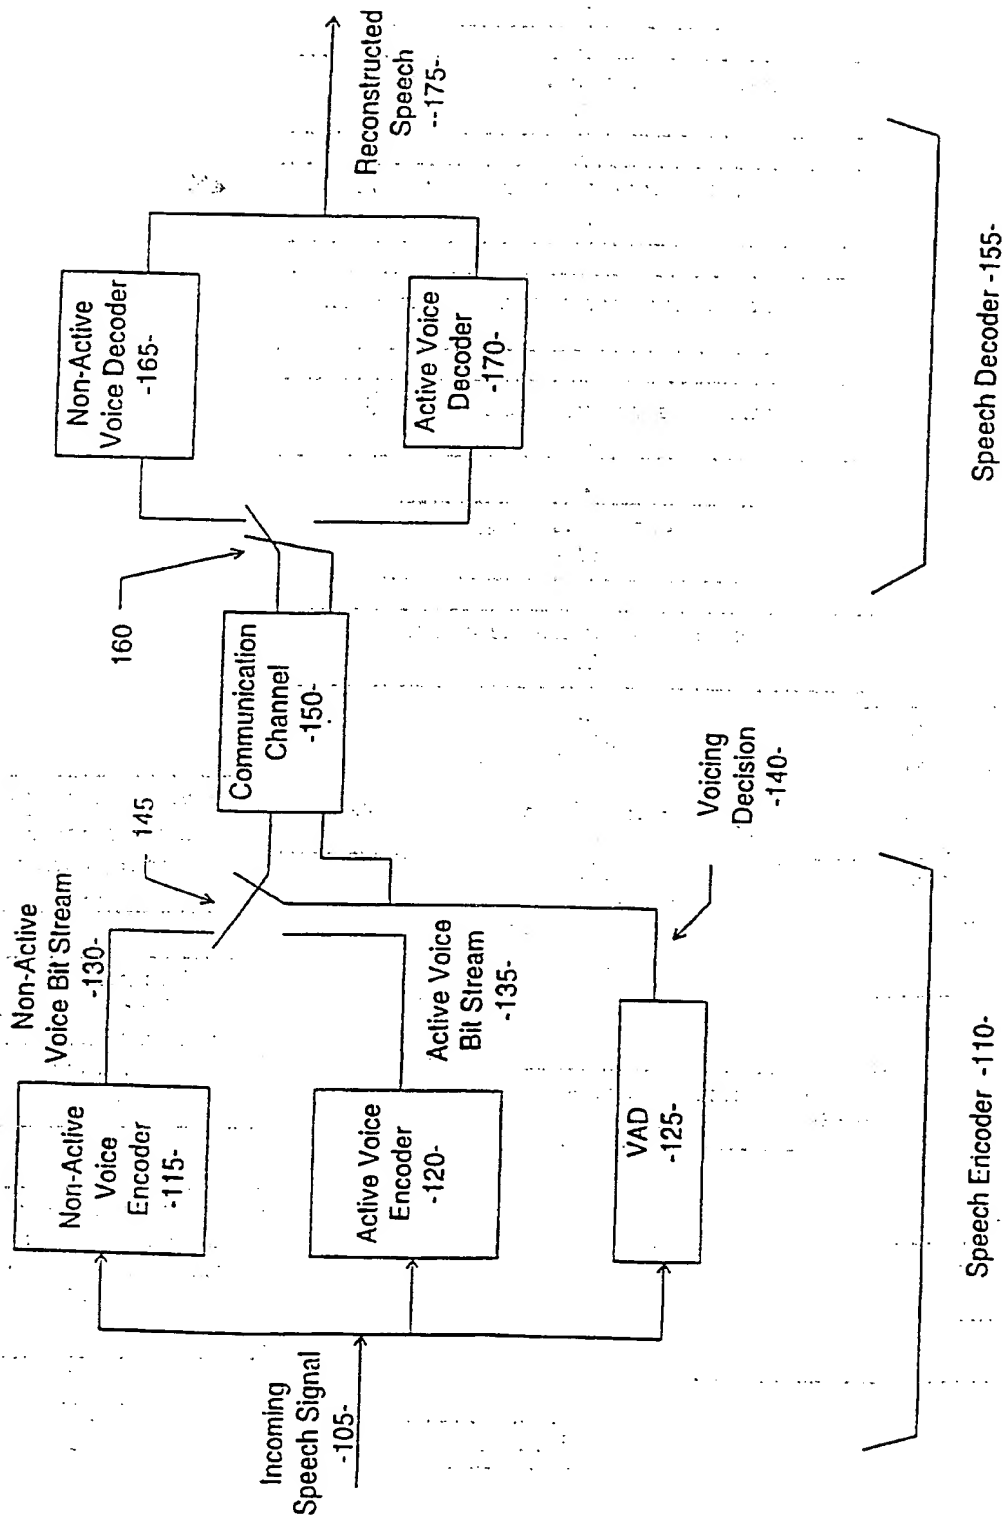 Incoming
Speech Signal
-105-
Non-Active
Voice
Encoder
-115-
Active Voice
Encoder
-120-
VAD
-125-
Non-Active
Voice Bit Stream
-130-
Active Voice
Bit Stream
-135-
Voicing
Decision
-140-
145
Communication
Channel
-150-
160
Non-Active
Voice Decoder
-165-
Active Voice
Decoder
-170-
Reconstructed
Speech
--175-
Speech Encoder -110-
Speech Decoder -155-